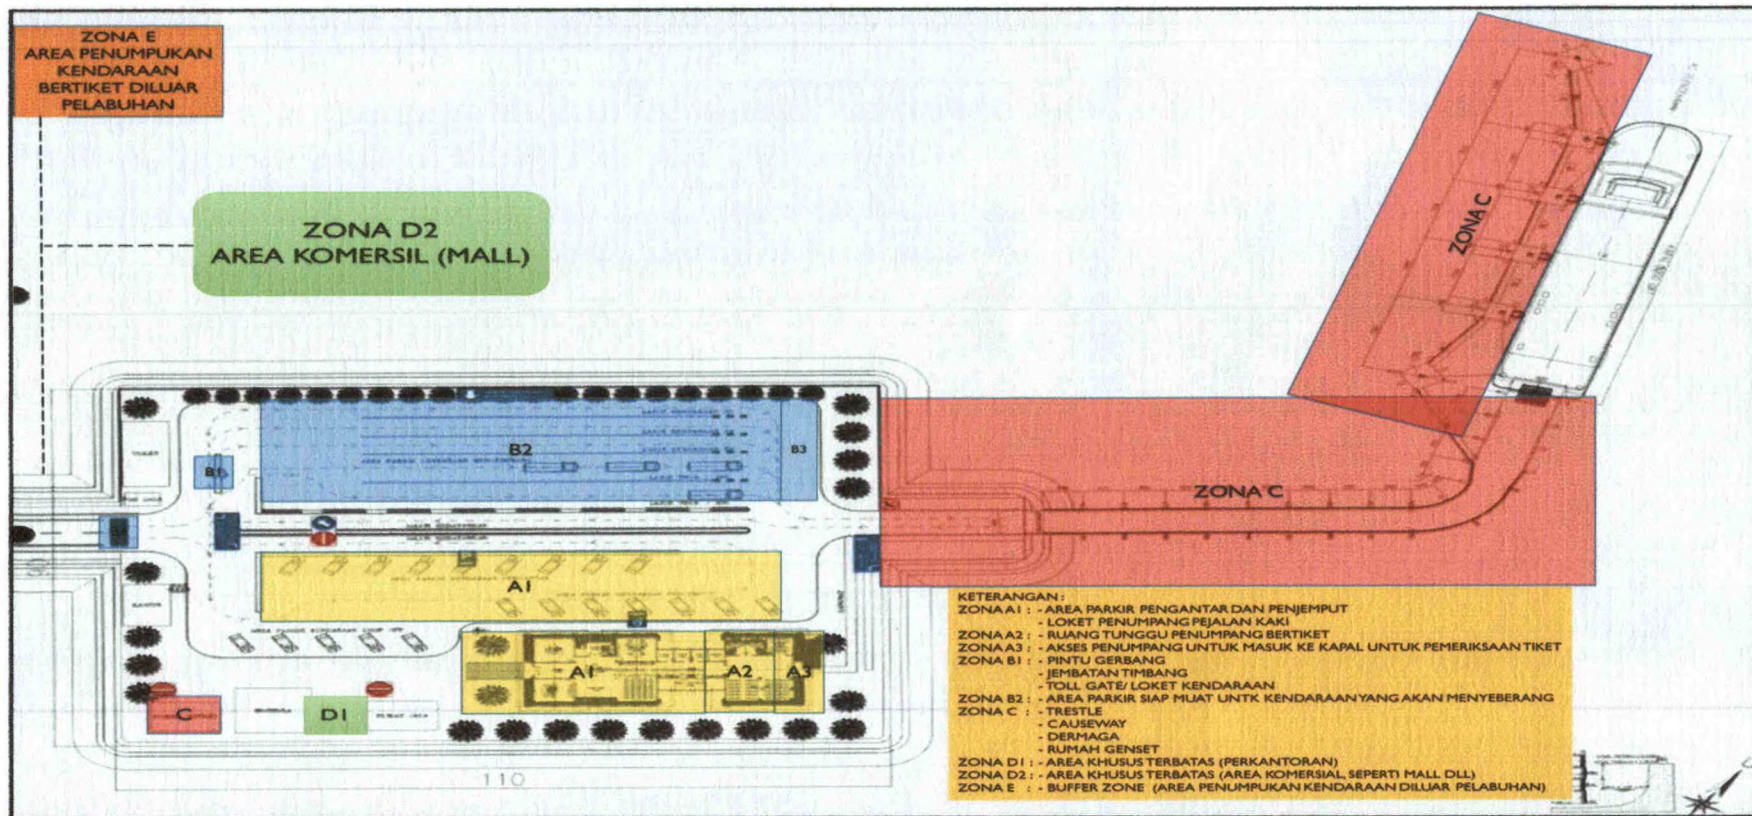 ZONA E
AREA PENUMPUKAN
KENDARAAN
BERTIKET DILUAR
PELABUHAN
ZONA D2
AREA KOMERSIL (MALL)
ZONA C
B2
B3
B1
ZONA C
A1
A1
A2
A3
C
D1
110
KETERANGAN :
ZONA A1 : - AREA PARKIR PENGANTAR DAN PENJEMPUT
- LOKET PENUMPANG PEJALAN KAKI
ZONA A2 : - RUANG TUNGGU PENUMPANG BERTIKET
ZONA A3 : - AKSES PENUMPANG UNTUK MASUK KE KAPAL UNTUK PEMERIKSAAN TIKET
ZONA B1 : - PINTU GERBANG
- JEMBATAN TIMBANG
- TOLL GATE/ LOKET KENDARAAN
ZONA B2 : - AREA PARKIR SIAP MUAT UNTK KENDARAAN YANG AKAN MENYEBERANG
ZONA C : - TRESTLE
- CAUSEWAY
- DERMAGA
- RUMAH GENSET
ZONA D1 : - AREA KHUSUS TERBATAS (PERKANTORAN)
ZONA D2 : - AREA KHUSUS TERBATAS (AREA KOMERSIAL, SEPERTI MALL DLL)
ZONA E : - BUFFER ZONE (AREA PENUMPUKAN KENDARAAN DILUAR PELABUHAN)